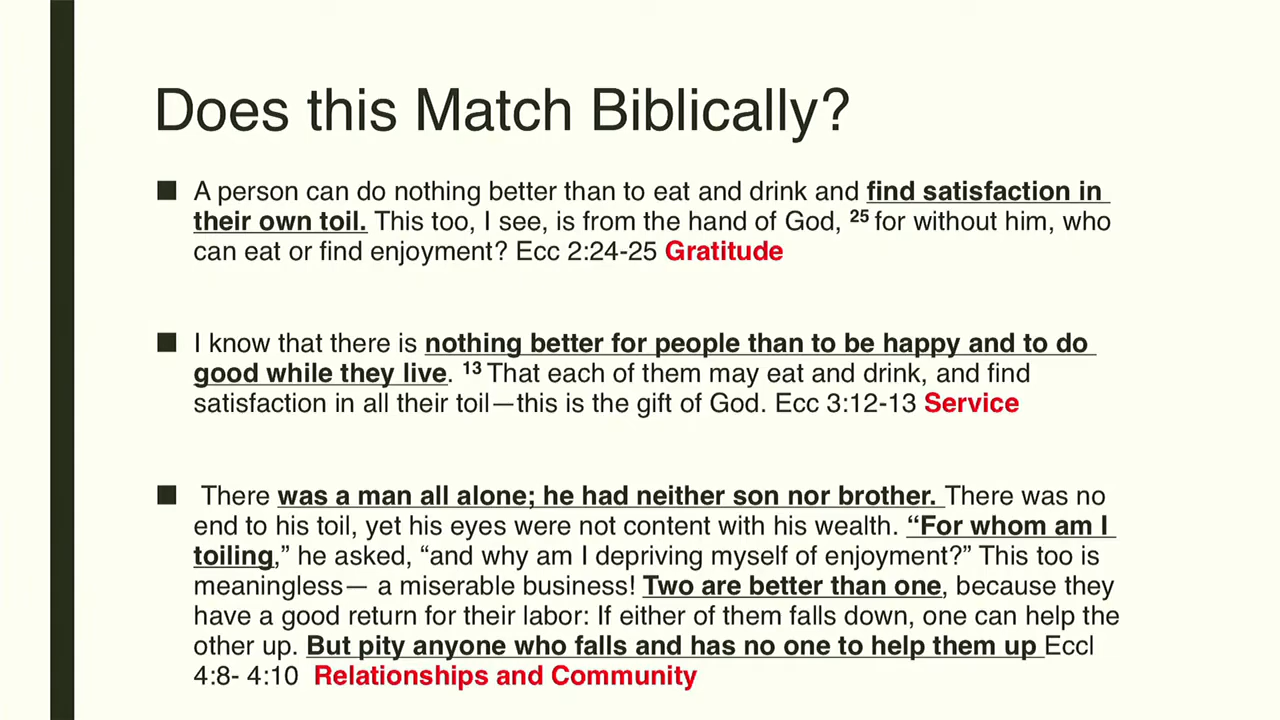 Does this Match Biblically?
A person can do nothing better than to eat and drink and find satisfaction in
their own toil. This too, I see, is from the hand of God, 25 for without him, who
can eat or find enjoyment? Ecc 2:24-25 Gratitude
I know that there is nothing better for people than to be happy and to do
good while they live. 13 That each of them may eat and drink, and find
satisfaction in all their toil—this is the gift of God. Ecc 3:12-13 Service
There was a man all alone; he had neither son nor brother. There was no
end to his toil, yet his eyes were not content with his wealth. “For whom am I
toiling,” he asked, “and why am I depriving myself of enjoyment?” This too is
meaningless— a miserable business! Two are better than one, because they
have a good return for their labor: If either of them falls down, one can help the
other up. But pity anyone who falls and has no one to help them up Eccl
4:8- 4:10 Relationships and Community